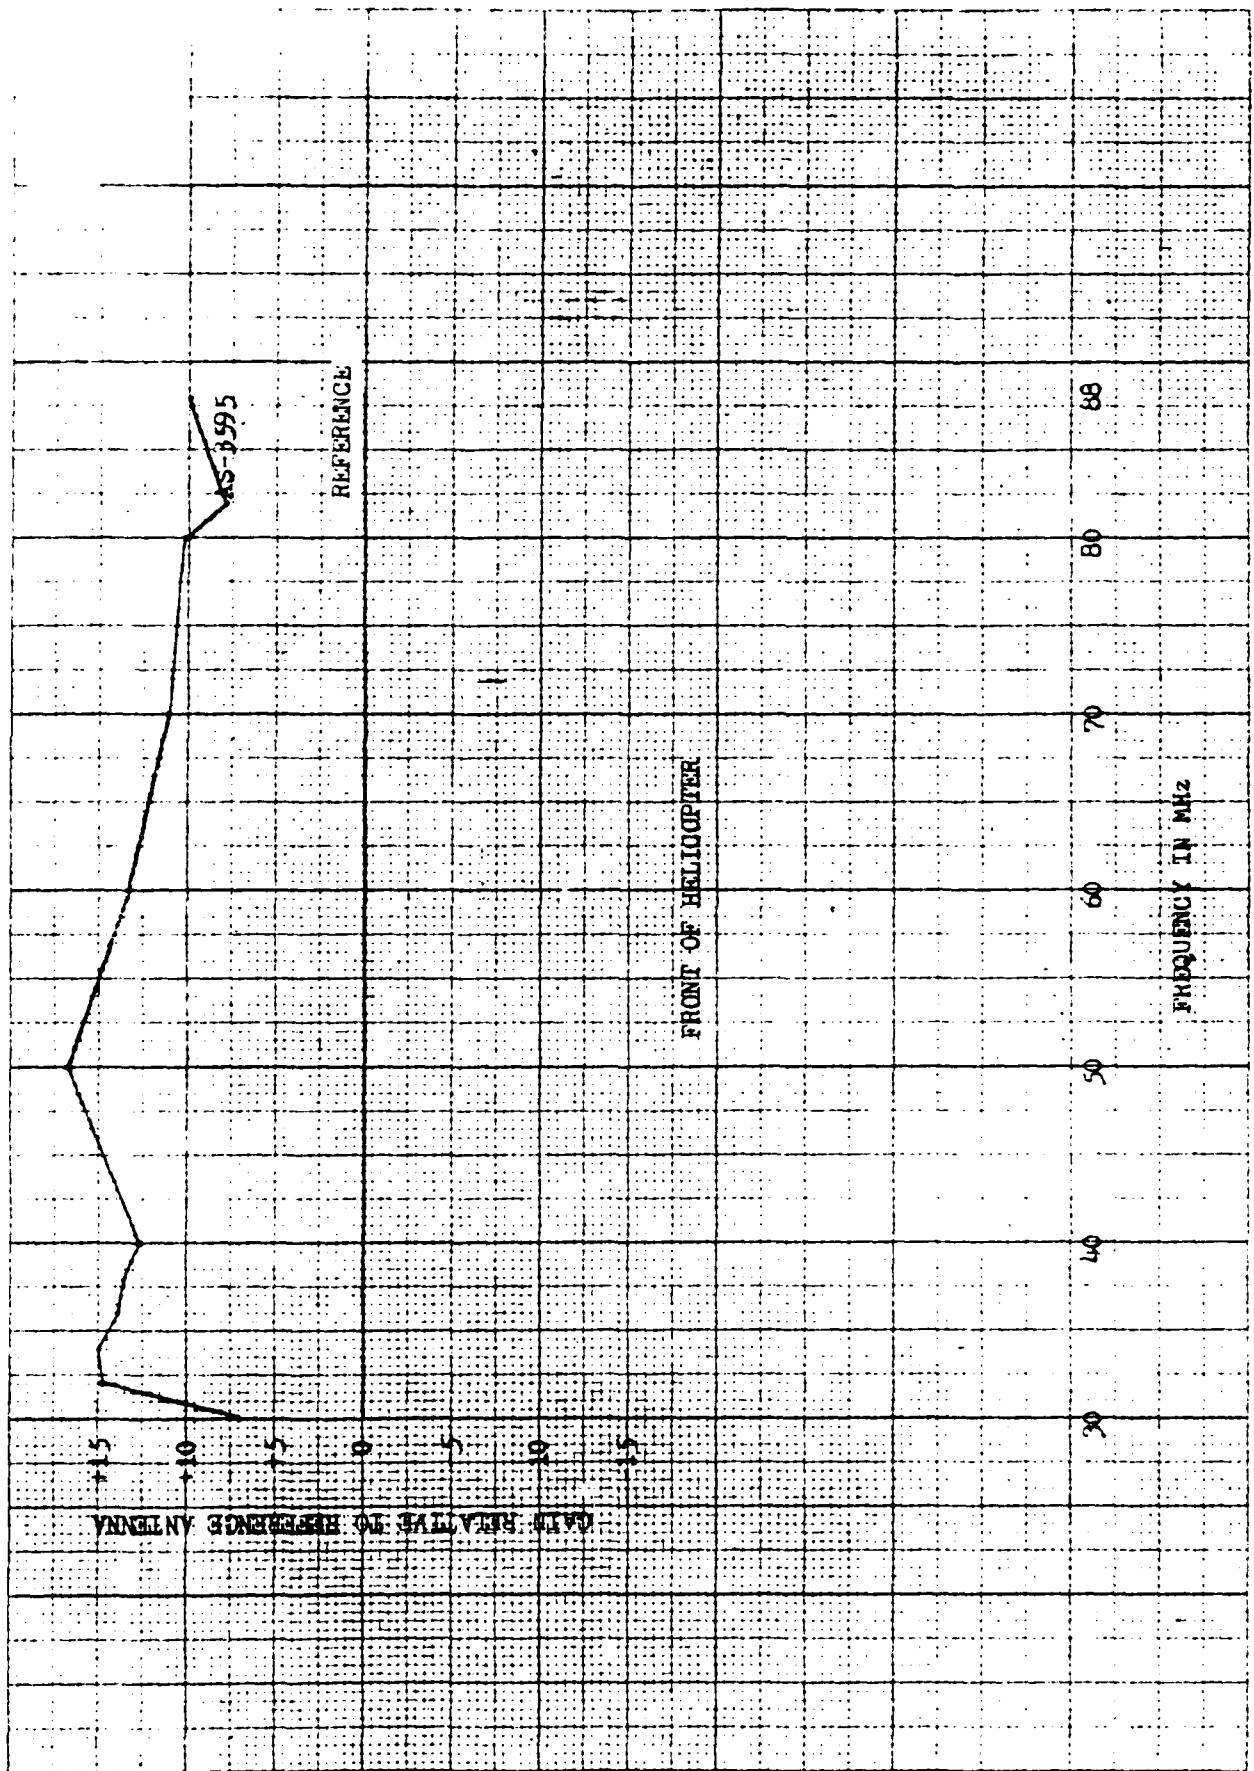 GAIN RELATIVE TO REFERENCE ANTENNA
+15
+10
+5
0
5
10
15
AS-3595
REFERENCE
FRONT OF HELICOPTER
30
40
50
60
70
80
88
FREQUENCY IN MHz